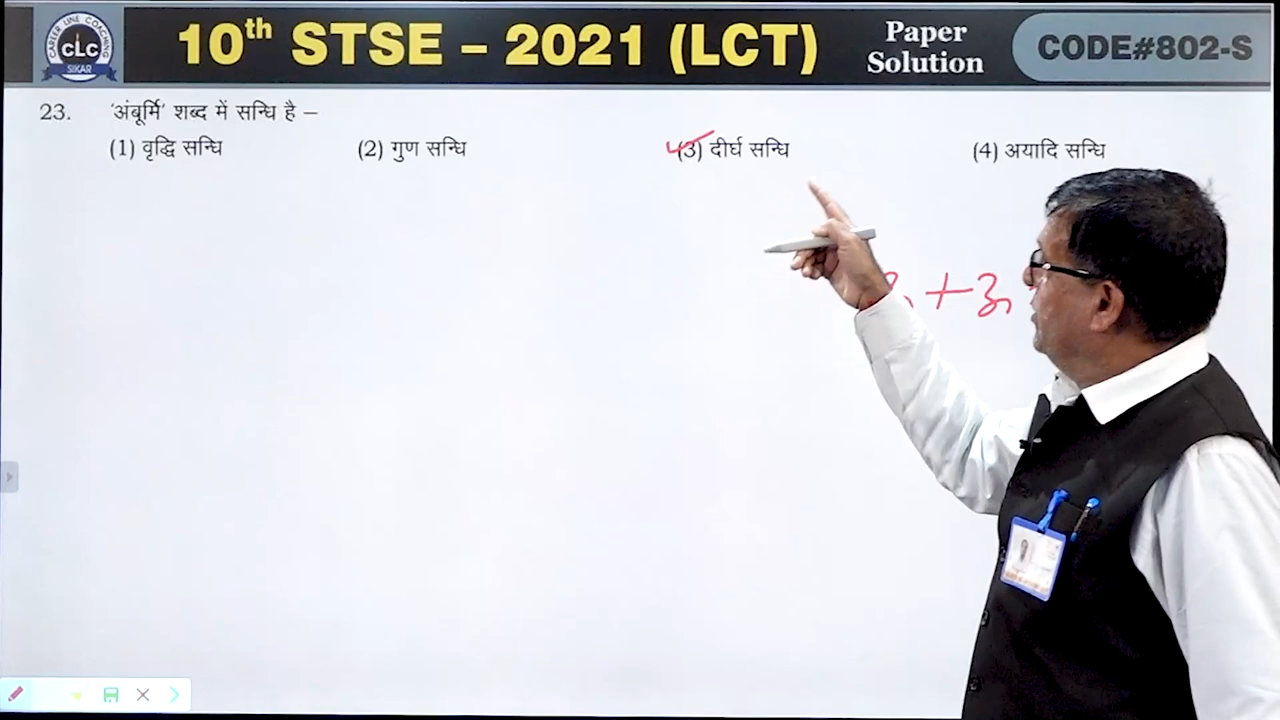 CAREER LINE COACHING
CLC
SIKAR
10th STSE – 2021 (LCT)
Paper
Solution
CODE#802-S
23. 'अंबूर्मि' शब्द में सन्धि है –
(1) वृद्धि सन्धि (2) गुण सन्धि (3) दीर्घ सन्धि (4) अयादि सन्धि